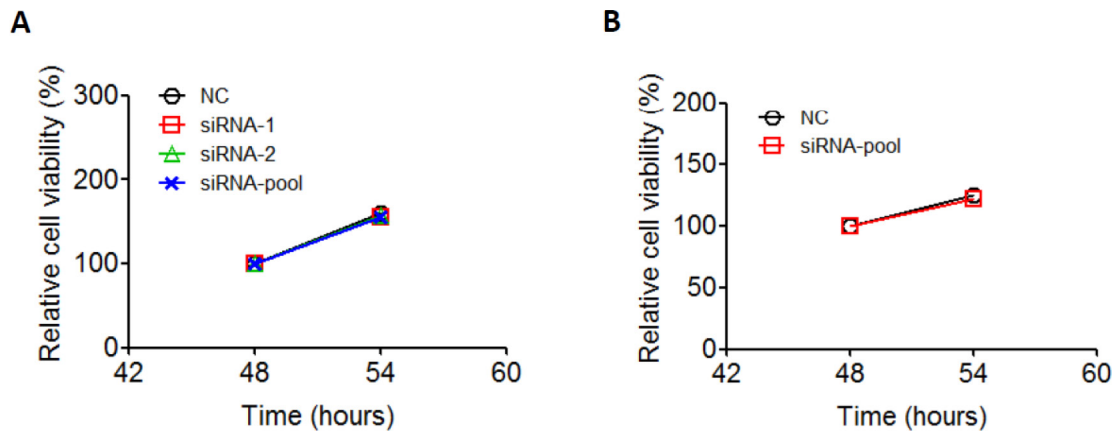 A
Relative cell viability (%)
300
200
100
0
NC
siRNA-1
siRNA-2
siRNA-pool
42
48
54
60
Time (hours)
B
Relative cell viability (%)
200
150
100
50
0
NC
siRNA-pool
42
48
54
60
Time (hours)